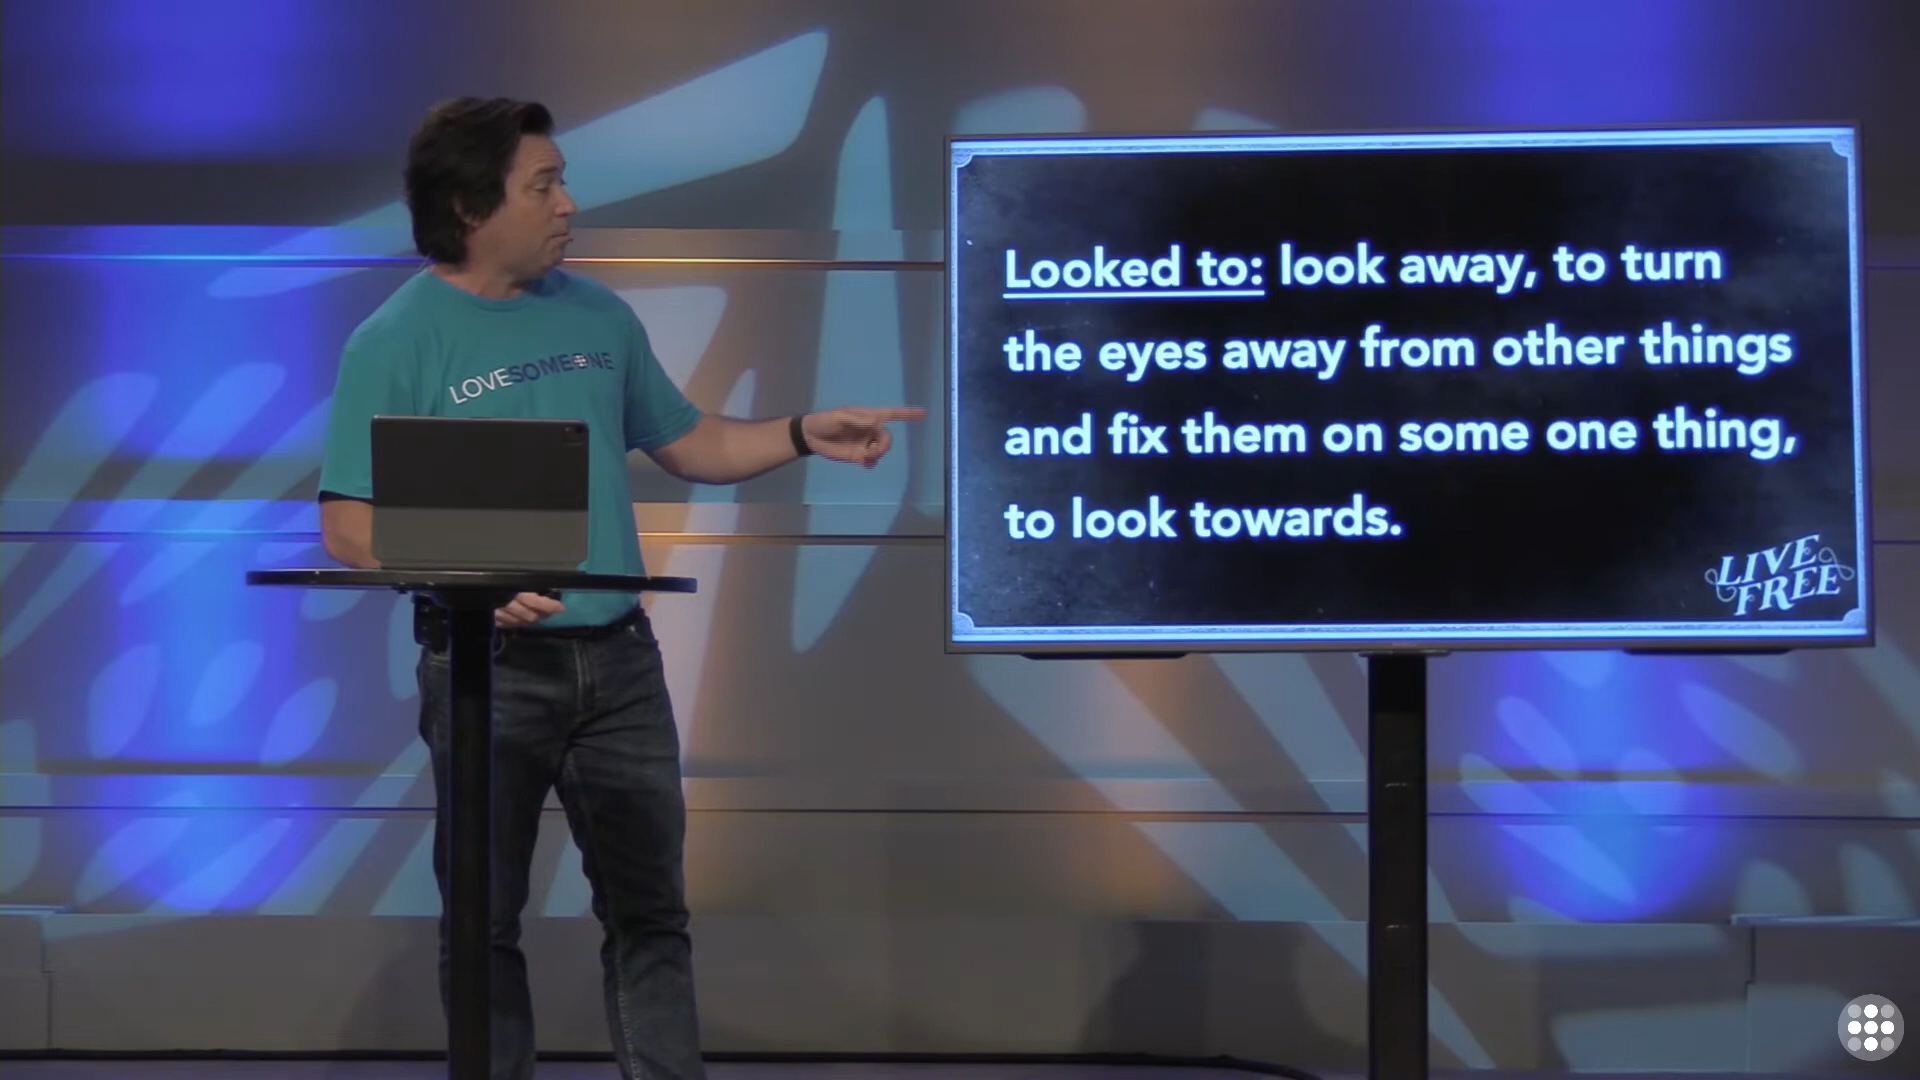 LOVESOMEONE
Looked to: look away, to turn
the eyes away from other things
and fix them on some one thing,
to look towards.
LIVE
FREE